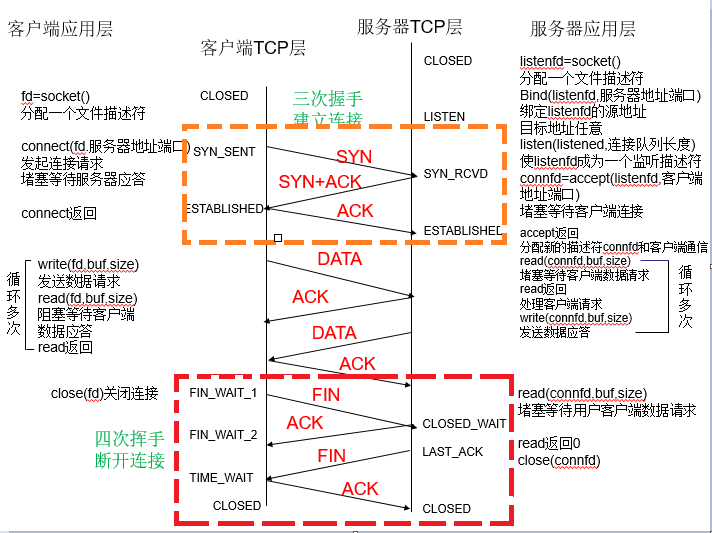 客户端应用层
服务器TCP层
服务器应用层
客户端TCP层
CLOSED
listenfd=socket()
分配一个文件描述符
fd=socket()
分配一个文件描述符
CLOSED
三次握手
建立连接
LISTEN
Bind(listenfd,服务器地址端口)
绑定listenfd的源地址
目标地址任意
listen(listened,连接队列长度)
使listenfd成为一个监听描述符
connfd=accept(listenfd,客户端
地址端口)
堵塞等待客户端连接
connect(fd,服务器地址端口)
发起连接请求
堵塞等待服务器应答
SYN_SENT
SYN
SYN_RCVD
SYN+ACK
connect返回
ESTABLISHED
ACK
ESTABLISHED
accept返回
分配新的描述符connfd和客户端通信
read(connfd,buf,size)
堵塞等待客户端数据请求
read返回
处理客户端请求
write(connfd,buf,size)
发送数据应答
循环多次
循环多次
write(fd,buf,size)
发送数据请求
read(fd,buf,size)
阻塞等待客户端
数据应答
read返回
DATA
ACK
DATA
ACK
close(fd)关闭连接
FIN_WAIT_1
FIN
read(connfd,buf,size)
堵塞等待用户客户端数据请求
ACK
CLOSED_WAIT
四次挥手
断开连接
FIN_WAIT_2
FIN
LAST_ACK
read返回0
close(connfd)
TIME_WAIT
ACK
CLOSED
CLOSED